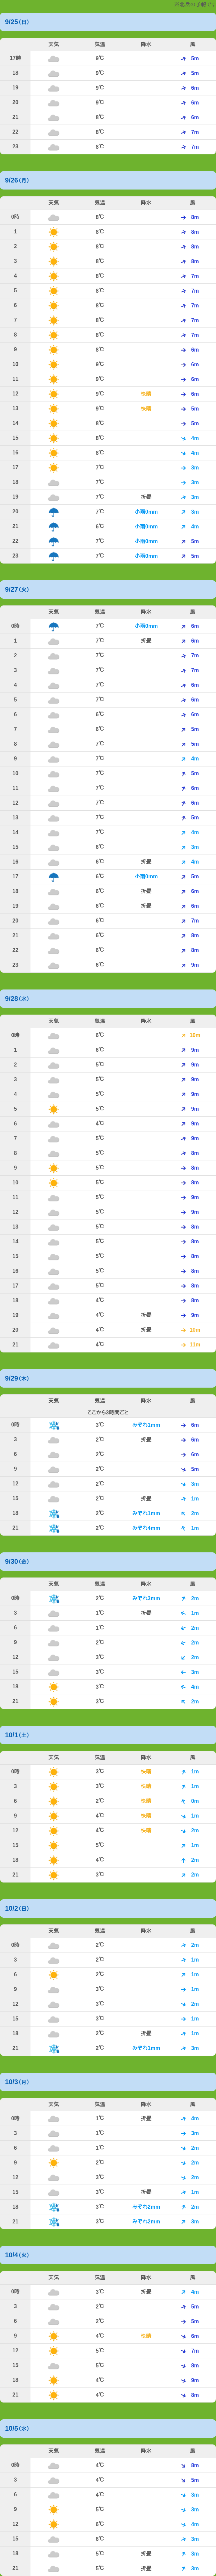 9/25(日)
天気 気温 降水 風
17時 9℃ 5m
18 9℃ 5m
19 9℃ 6m
20 9℃ 6m
21 8℃ 6m
22 8℃ 7m
23 8℃ 7m
9/26(月)
天気 気温 降水 風
0時 8℃ 8m
1 8℃ 8m
2 8℃ 8m
3 8℃ 8m
4 8℃ 7m
5 8℃ 7m
6 8℃ 7m
7 8℃ 7m
8 8℃ 7m
9 8℃ 6m
10 9℃ 6m
11 9℃ 6m
12 9℃ 快晴 6m
13 9℃ 快晴 5m
14 8℃ 5m
15 8℃ 4m
16 8℃ 4m
17 7℃ 3m
18 7℃ 3m
19 7℃ 折曇 3m
20 7℃ 小雨0mm 3m
21 6℃ 小雨0mm 4m
22 7℃ 小雨0mm 5m
23 7℃ 小雨0mm 5m
9/27(火)
天気 気温 降水 風
0時 7℃ 小雨0mm 6m
1 7℃ 折曇 6m
2 7℃ 7m
3 7℃ 7m
4 7℃ 6m
5 7℃ 6m
6 6℃ 6m
7 6℃ 5m
8 7℃ 5m
9 7℃ 4m
10 7℃ 5m
11 7℃ 6m
12 7℃ 6m
13 7℃ 5m
14 7℃ 4m
15 6℃ 3m
16 6℃ 折曇 4m
17 6℃ 小雨0mm 5m
18 6℃ 折曇 6m
19 6℃ 折曇 6m
20 6℃ 7m
21 6℃ 8m
22 6℃ 8m
23 6℃ 9m
9/28(水)
天気 気温 降水 風
0時 6℃ 10m
1 6℃ 9m
2 5℃ 9m
3 5℃ 9m
4 5℃ 9m
5 5℃ 9m
6 4℃ 9m
7 5℃ 9m
8 5℃ 8m
9 5℃ 8m
10 5℃ 8m
11 5℃ 9m
12 5℃ 9m
13 5℃ 8m
14 5℃ 8m
15 5℃ 8m
16 5℃ 8m
17 5℃ 8m
18 4℃ 8m
19 4℃ 折曇 9m
20 4℃ 折曇 10m
21 4℃ 11m
9/29(木)
天気 気温 降水 風
ここから3時間ごと
0時 3℃ みぞれ1mm 6m
3 2℃ 折曇 6m
6 2℃ 6m
9 2℃ 5m
12 2℃ 3m
15 2℃ 折曇 1m
18 2℃ みぞれ1mm 2m
21 2℃ みぞれ4mm 1m
9/30(金)
天気 気温 降水 風
0時 2℃ みぞれ3mm 2m
3 1℃ 折曇 1m
6 1℃ 2m
9 2℃ 2m
12 3℃ 2m
15 3℃ 3m
18 3℃ 4m
21 3℃ 2m
10/1(土)
天気 気温 降水 風
0時 3℃ 快晴 1m
3 3℃ 快晴 1m
6 2℃ 快晴 0m
9 4℃ 快晴 1m
12 4℃ 快晴 2m
15 5℃ 1m
18 4℃ 2m
21 3℃ 2m
10/2(日)
天気 気温 降水 風
0時 2℃ 2m
3 2℃ 1m
6 2℃ 1m
9 3℃ 1m
12 3℃ 2m
15 3℃ 1m
18 2℃ 折曇 1m
21 2℃ みぞれ1mm 3m
10/3(月)
天気 気温 降水 風
0時 1℃ 折曇 4m
3 1℃ 3m
6 1℃ 2m
9 2℃ 2m
12 3℃ 2m
15 3℃ 折曇 1m
18 3℃ みぞれ2mm 2m
21 3℃ みぞれ2mm 3m
10/4(火)
天気 気温 降水 風
0時 3℃ 折曇 4m
3 2℃ 5m
6 2℃ 5m
9 4℃ 快晴 6m
12 5℃ 7m
15 5℃ 8m
18 4℃ 9m
21 4℃ 8m
10/5(水)
天気 気温 降水 風
0時 4℃ 8m
3 4℃ 5m
6 4℃ 3m
9 5℃ 3m
12 6℃ 4m
15 6℃ 3m
18 5℃ 折曇 3m
21 5℃ 折曇 3m